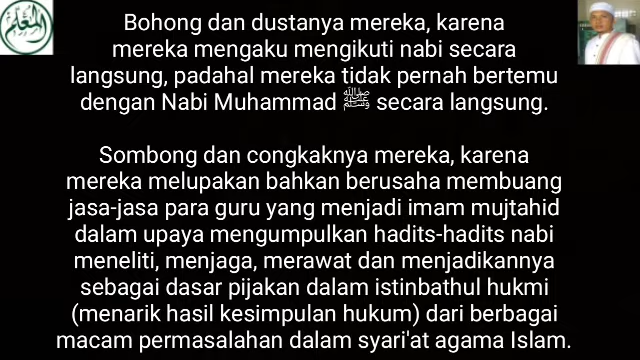 Bohong dan dustanya mereka, karena
mereka mengaku mengikuti nabi secara
langsung, padahal mereka tidak pernah bertemu
dengan Nabi Muhammad ﷺ secara langsung.
Sombong dan congkaknya mereka, karena
mereka melupakan bahkan berusaha membuang
jasa-jasa para guru yang menjadi imam mujtahid
dalam upaya mengumpulkan hadits-hadits nabi
meneliti, menjaga, merawat dan menjadikannya
sebagai dasar pijakan dalam istinbathul hukmi
(menarik hasil kesimpulan hukum) dari berbagai
macam permasalahan dalam syari'at agama Islam.